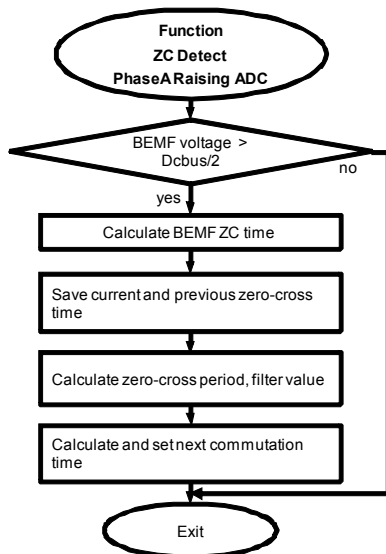 Function
ZC Detect
PhaseA Raising ADC
BEMF voltage >
Dcbus/2
no
yes
Calculate BEMF ZC time
Save current and previous zero-cross
time
Calculate zero-cross period, filter value
Calculate and set next commutation
time
Exit